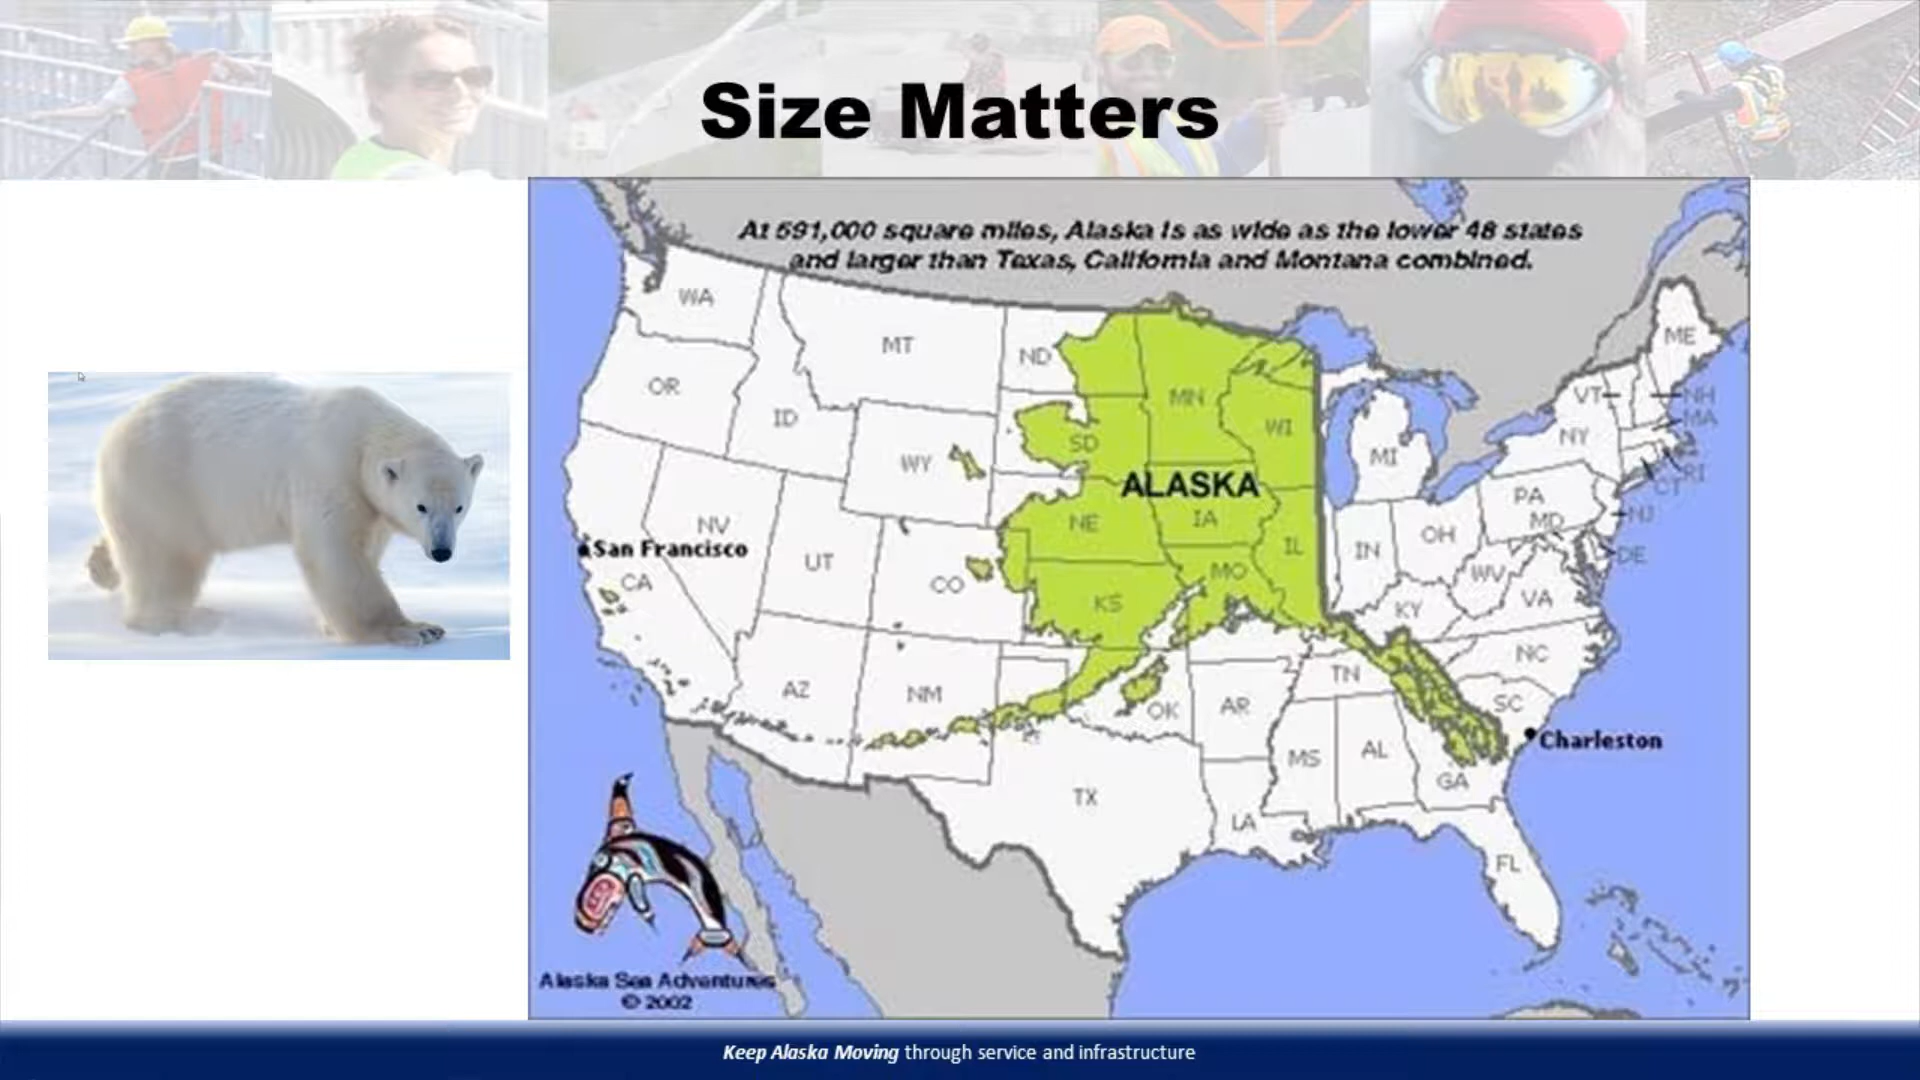 Size Matters
At 591,000 square miles, Alaska is as wide as the lower 48 states
and larger than Texas, California and Montana combined.
WA
MT
ND
ME
OR
ID
MN
VT
NH
MA
WY
SD
WI
MI
NY
RI
CT
ALASKA
NV
NE
IA
PA
MD
NJ
San Francisco
UT
CO
IL
IN
OH
DE
CA
KS
MO
WV
VA
KY
AZ
NM
OK
AR
TN
NC
SC
Charleston
TX
MS
AL
GA
LA
FL
Alaska Sea Adventures
© 2002
Keep Alaska Moving through service and infrastructure